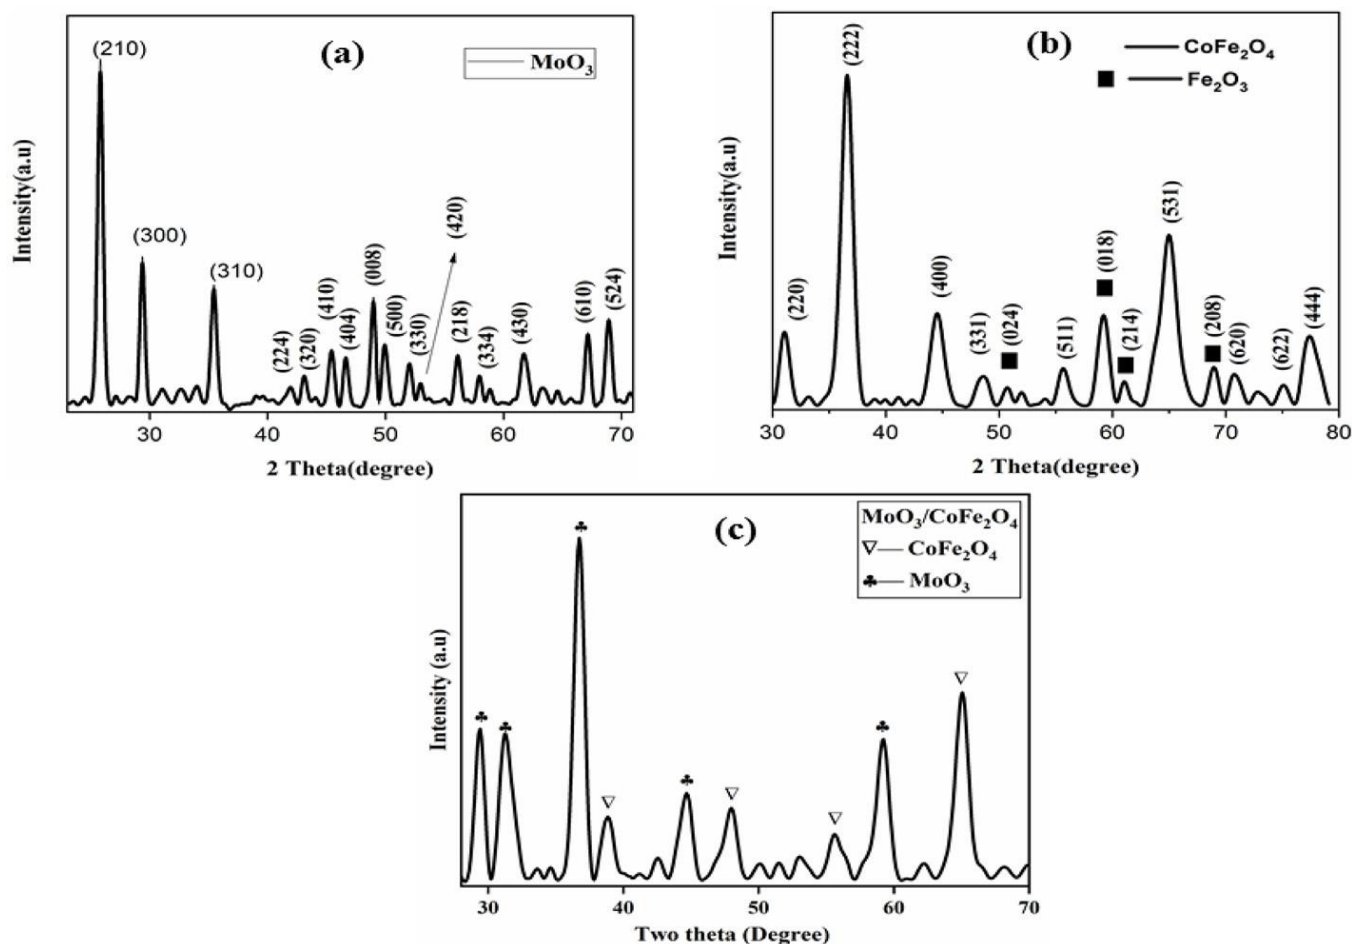 (a)
MoO₃
(210)
(300)
(310)
(224)
(320)
(410)
(404)
(008)
(500)
(330)
(420)
(218)
(334)
(430)
(610)
(524)
Intensity(a.u)
30 40 50 60 70
2 Theta(degree)
(b)
CoFe₂O₄
■ Fe₂O₃
(220)
(222)
(400)
(331)
(024)
(511)
(018)
(214)
(531)
(208)
(620)
(622)
(444)
Intensity(a.u)
30 40 50 60 70 80
2 Theta(degree)
(c)
MoO₃/CoFe₂O₄
▽— CoFe₂O₄
♣— MoO₃
Intensity (a.u)
30 40 50 60 70
Two theta (Degree)